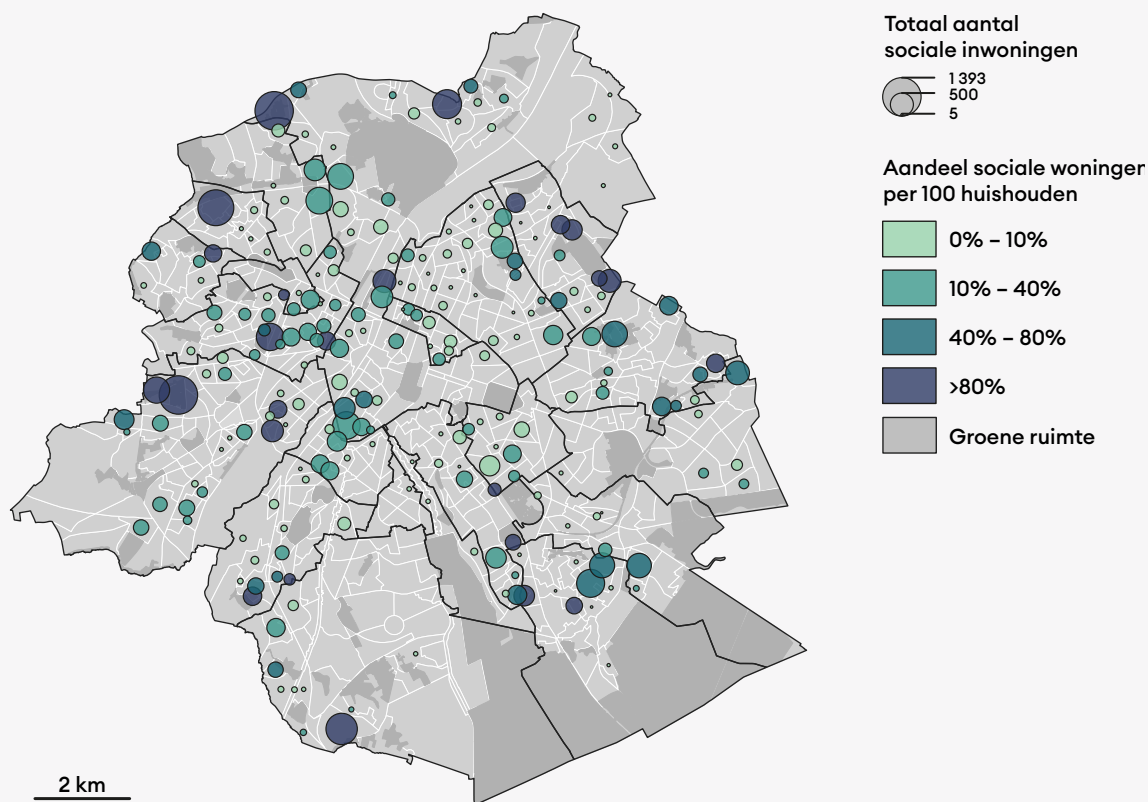 Totaal aantal
sociale inwoningen
1 393
500
5
Aandeel sociale woningen
per 100 huishouden
0% – 10%
10% – 40%
40% – 80%
>80%
Groene ruimte
2 km